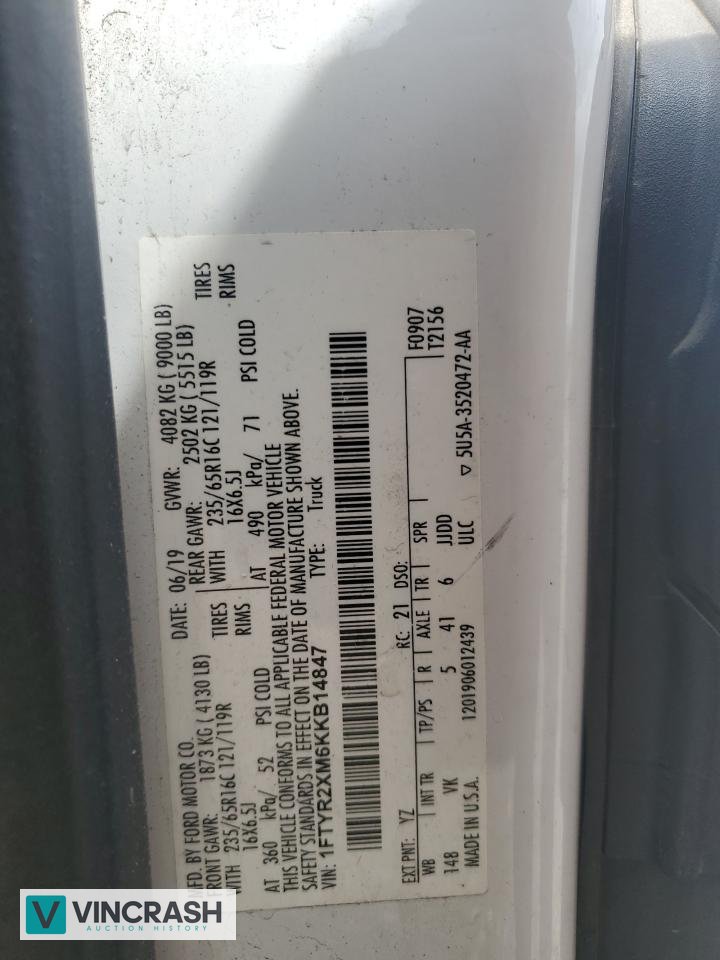 MFD. BY FORD MOTOR CO. DATE: 06/19 GVWR: 4082 KG ( 9000 LB)
FRONT GAWR: 1873 KG ( 4130 LB) REAR GAWR: 2502 KG ( 5515 LB)
WITH 235/65R16C 121/119R TIRES WITH 235/65R16C 121/119R TIRES
16X6.5J RIMS 16X6.5J RIMS
AT 360 kPa/ 52 PSI COLD AT 490 kPa/ 71 PSI COLD
THIS VEHICLE CONFORMS TO ALL APPLICABLE FEDERAL MOTOR VEHICLE
SAFETY STANDARDS IN EFFECT ON THE DATE OF MANUFACTURE SHOWN ABOVE.
VIN: 1FTYR2XM6KKB14847 TYPE: Truck
EXT PNT: YZ RC: 21 DSO: F0907
WB INT TR TP/PS R AXLE TR SPR T2156
148 VK 5 41 6 JJDD
MADE IN U.S.A. 1201906012439 ULC ▽ 5U5A-3520472-AA
VINCRASH
AUCTION HISTORY